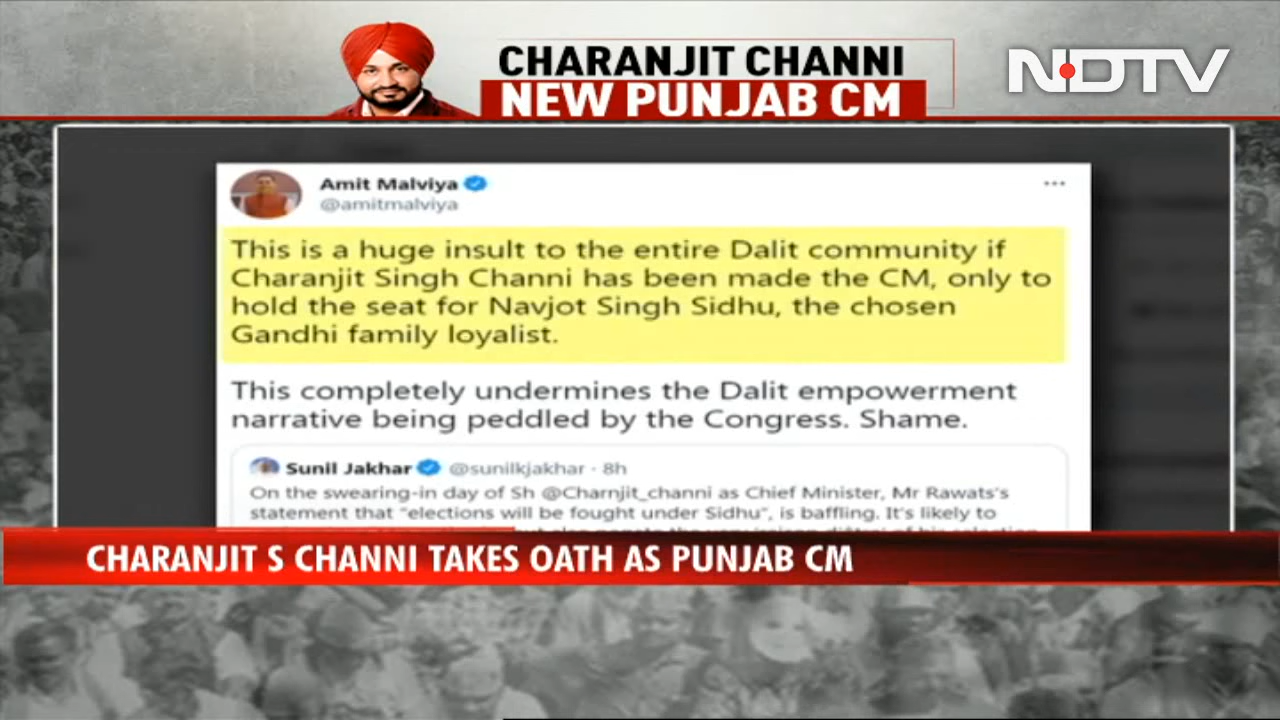 CHARANJIT CHANNI
NEW PUNJAB CM
NDTV
Amit Malviya
@amitmalviya
This is a huge insult to the entire Dalit community if
Charanjit Singh Channi has been made the CM, only to
hold the seat for Navjot Singh Sidhu, the chosen
Gandhi family loyalist.
This completely undermines the Dalit empowerment
narrative being peddled by the Congress. Shame.
Sunil Jakhar @sunilkjakhar · 8h
On the swearing-in day of Sh @Charnjit_channi as Chief Minister, Mr Rawats's
statement that "elections will be fought under Sidhu", is baffling. It's likely to
CHARANJIT S CHANNI TAKES OATH AS PUNJAB CM